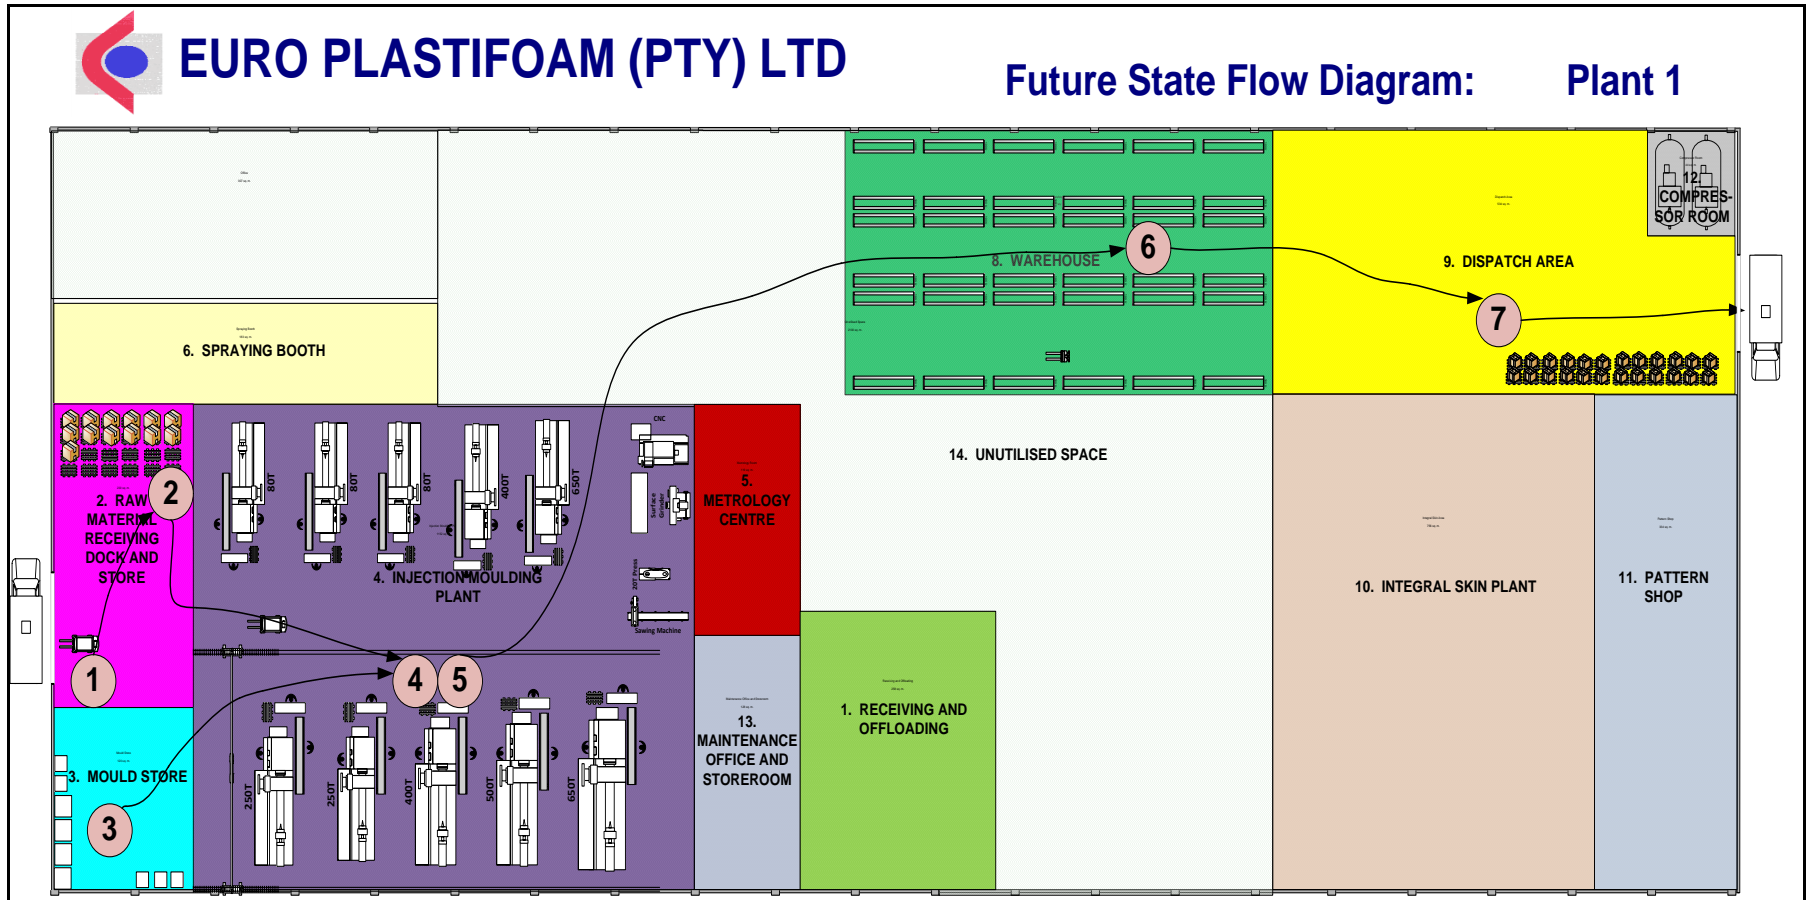 EURO PLASTIFOAM (PTY) LTD
Future State Flow Diagram: Plant 1
12.
COMPRES-
SOR ROOM
6
8. WAREHOUSE
9. DISPATCH AREA
7
6. SPRAYING BOOTH
CNC
80T
80T
80T
400T
650T
Surface
Grinder
14. UNUTILISED SPACE
5.
METROLOGY
CENTRE
2
2. RAW
MATERIAL
RECEIVING
DOCK AND
STORE
4. INJECTION MOULDING
PLANT
20T Press
Sawing Machine
10. INTEGRAL SKIN PLANT
11. PATTERN
SHOP
1
4
5
1. RECEIVING AND
OFFLOADING
13.
MAINTENANCE
OFFICE AND
STOREROOM
3. MOULD STORE
3
250T
250T
400T
500T
650T